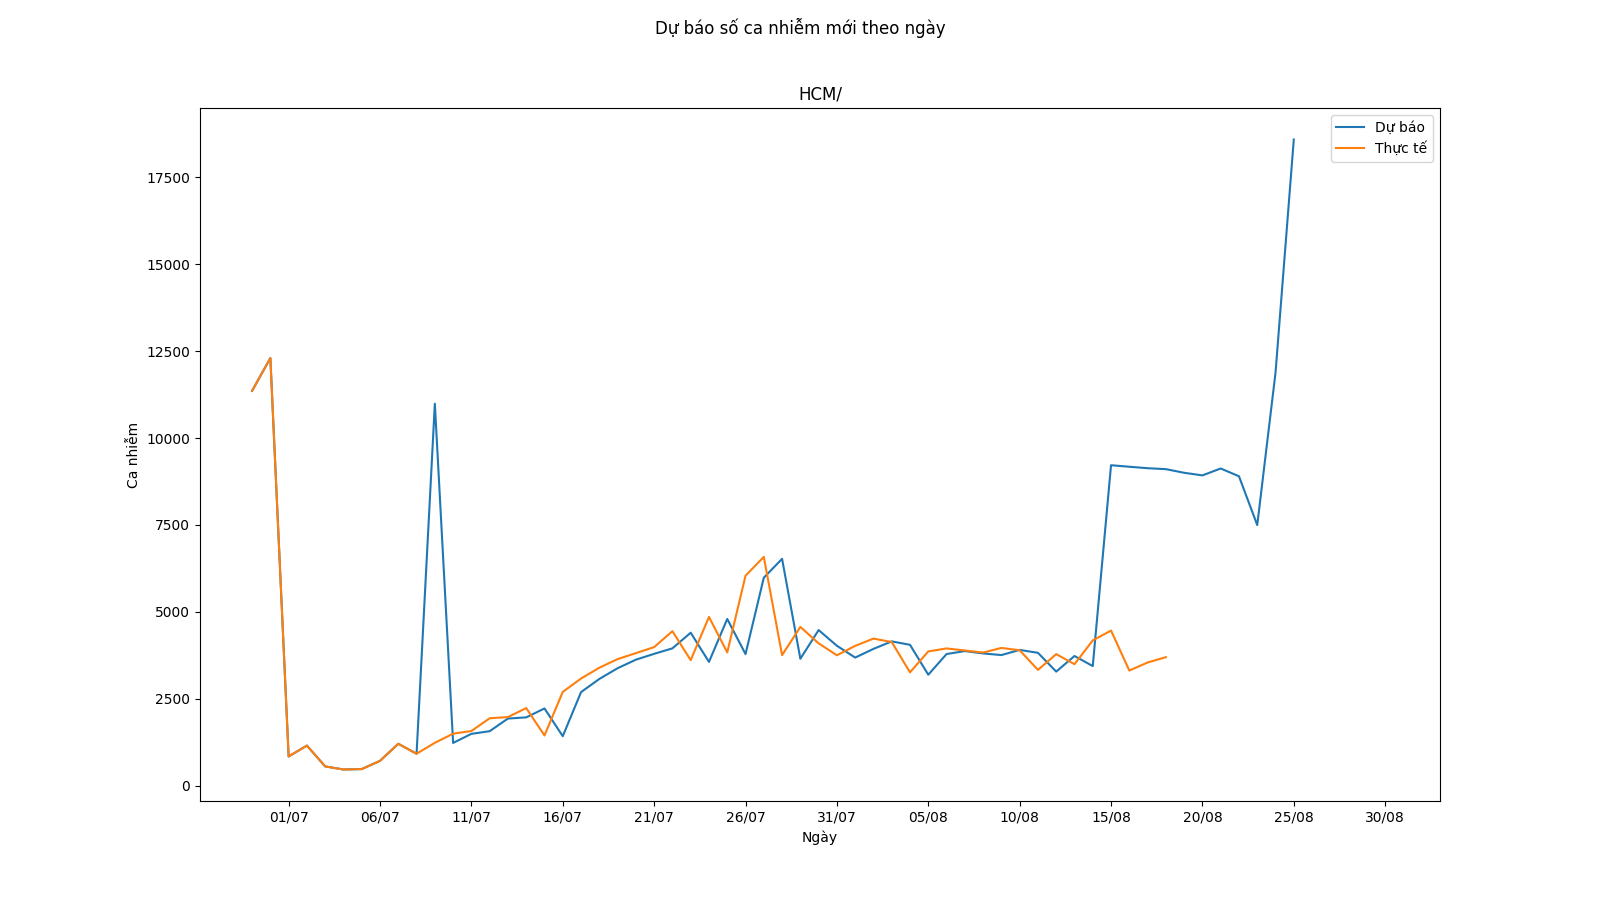 Dự báo số ca nhiễm mới theo ngày
HCM/
Dự báo
Thực tế
Ca nhiễm
17500
15000
12500
10000
7500
5000
2500
0
01/07 06/07 11/07 16/07 21/07 26/07 31/07 05/08 10/08 15/08 20/08 25/08 30/08
Ngày